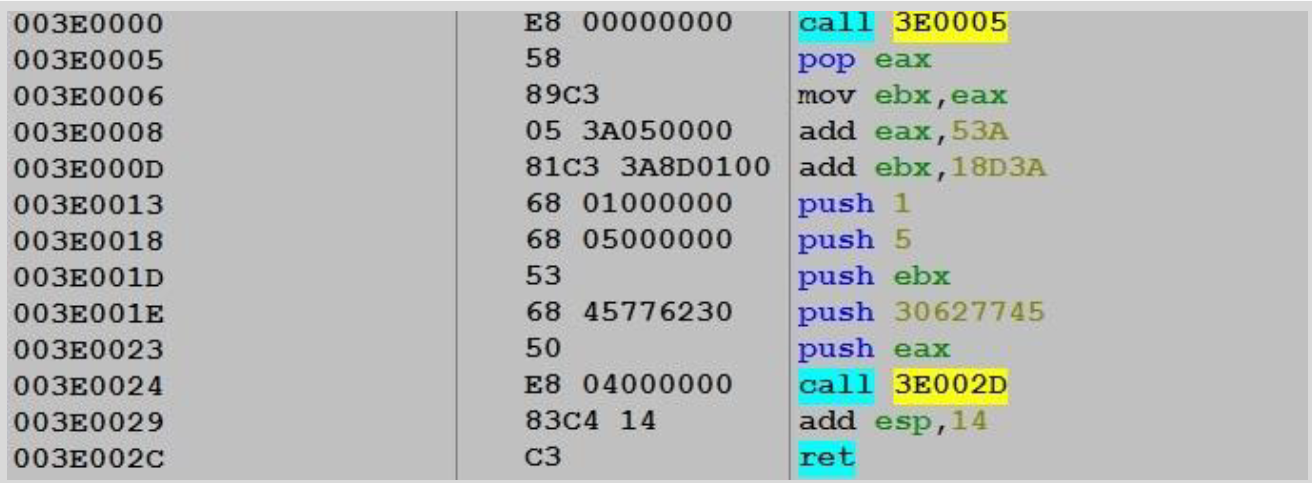 003E0000 E8 00000000 call 3E0005
003E0005 58 pop eax
003E0006 89C3 mov ebx,eax
003E0008 05 3A050000 add eax,53A
003E000D 81C3 3A8D0100 add ebx,18D3A
003E0013 68 01000000 push 1
003E0018 68 05000000 push 5
003E001D 53 push ebx
003E001E 68 45776230 push 30627745
003E0023 50 push eax
003E0024 E8 04000000 call 3E002D
003E0029 83C4 14 add esp,14
003E002C C3 ret